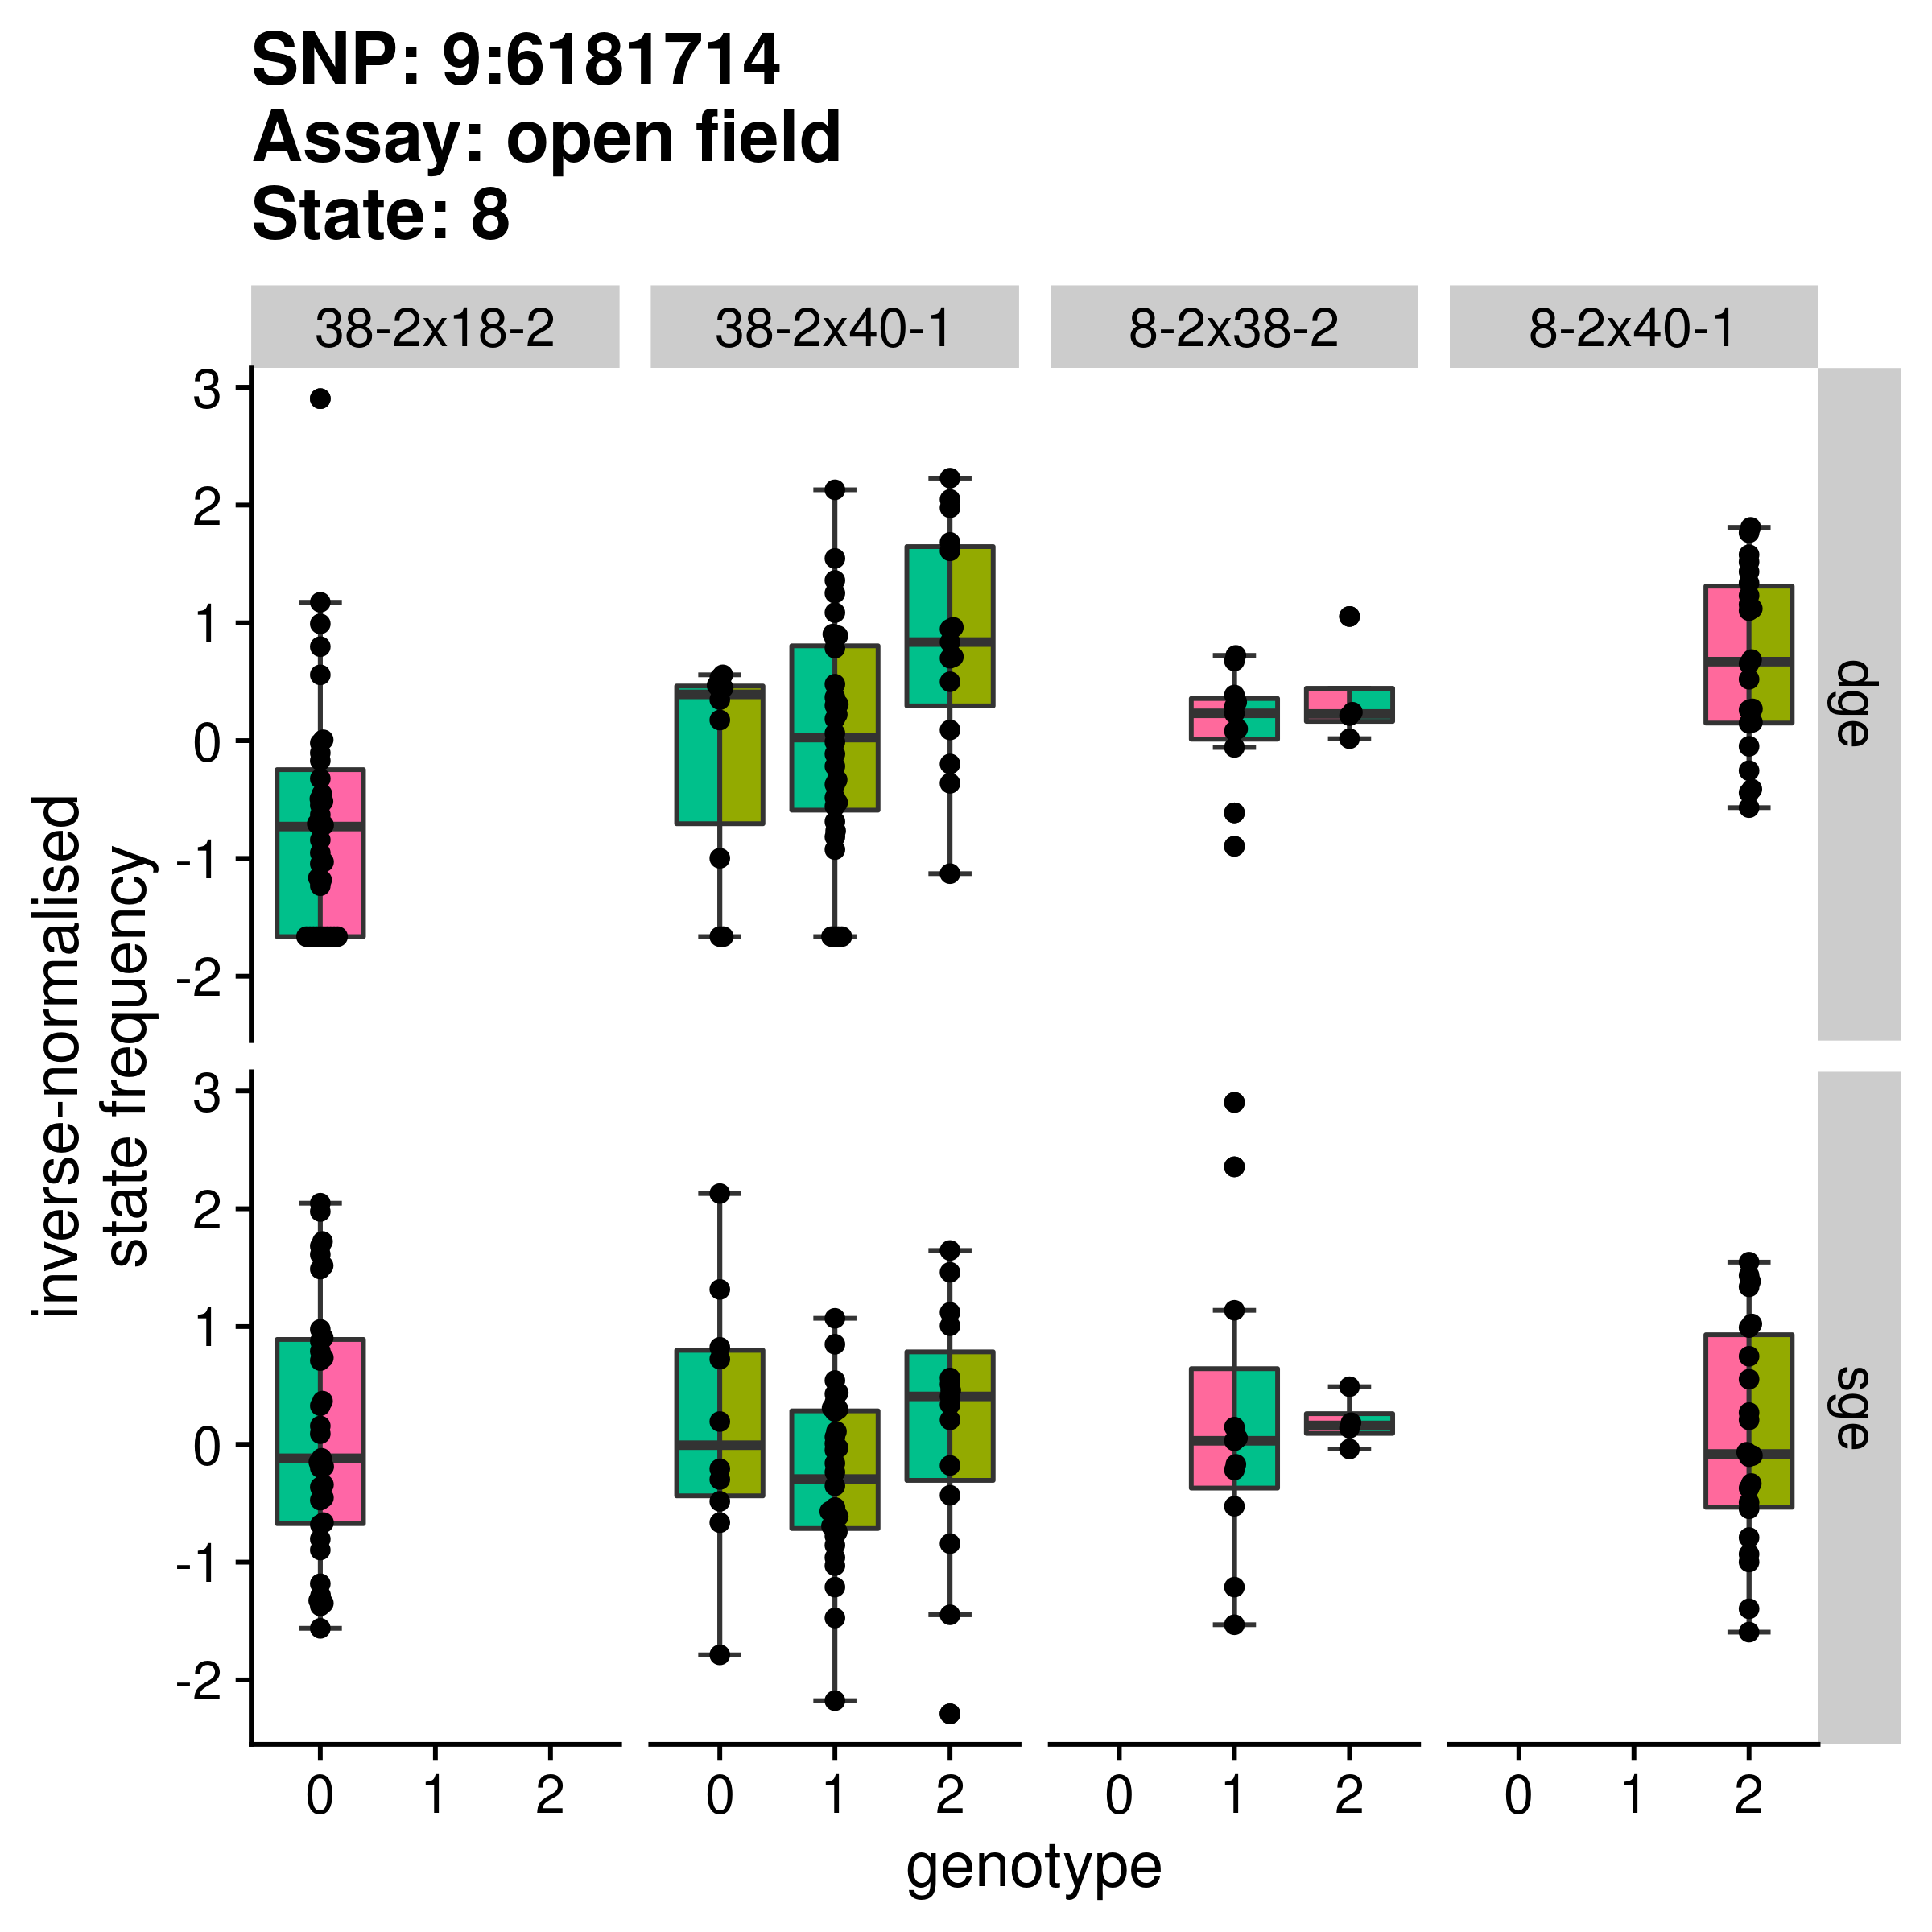 SNP: 9:6181714
Assay: open field
State: 8
38-2x18-2
38-2x40-1
8-2x38-2
8-2x40-1
3
2
1
0
-1
-2
dge
3
2
1
0
-1
-2
sge
inverse-normalised
state frequency
0 1 2
0 1 2
0 1 2
0 1 2
genotype